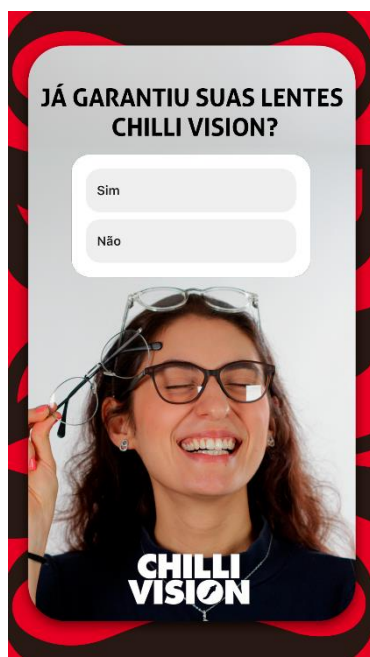 JÁ GARANTIU SUAS LENTES
CHILLI VISION?
Sim
Não
CHILLI
VISION